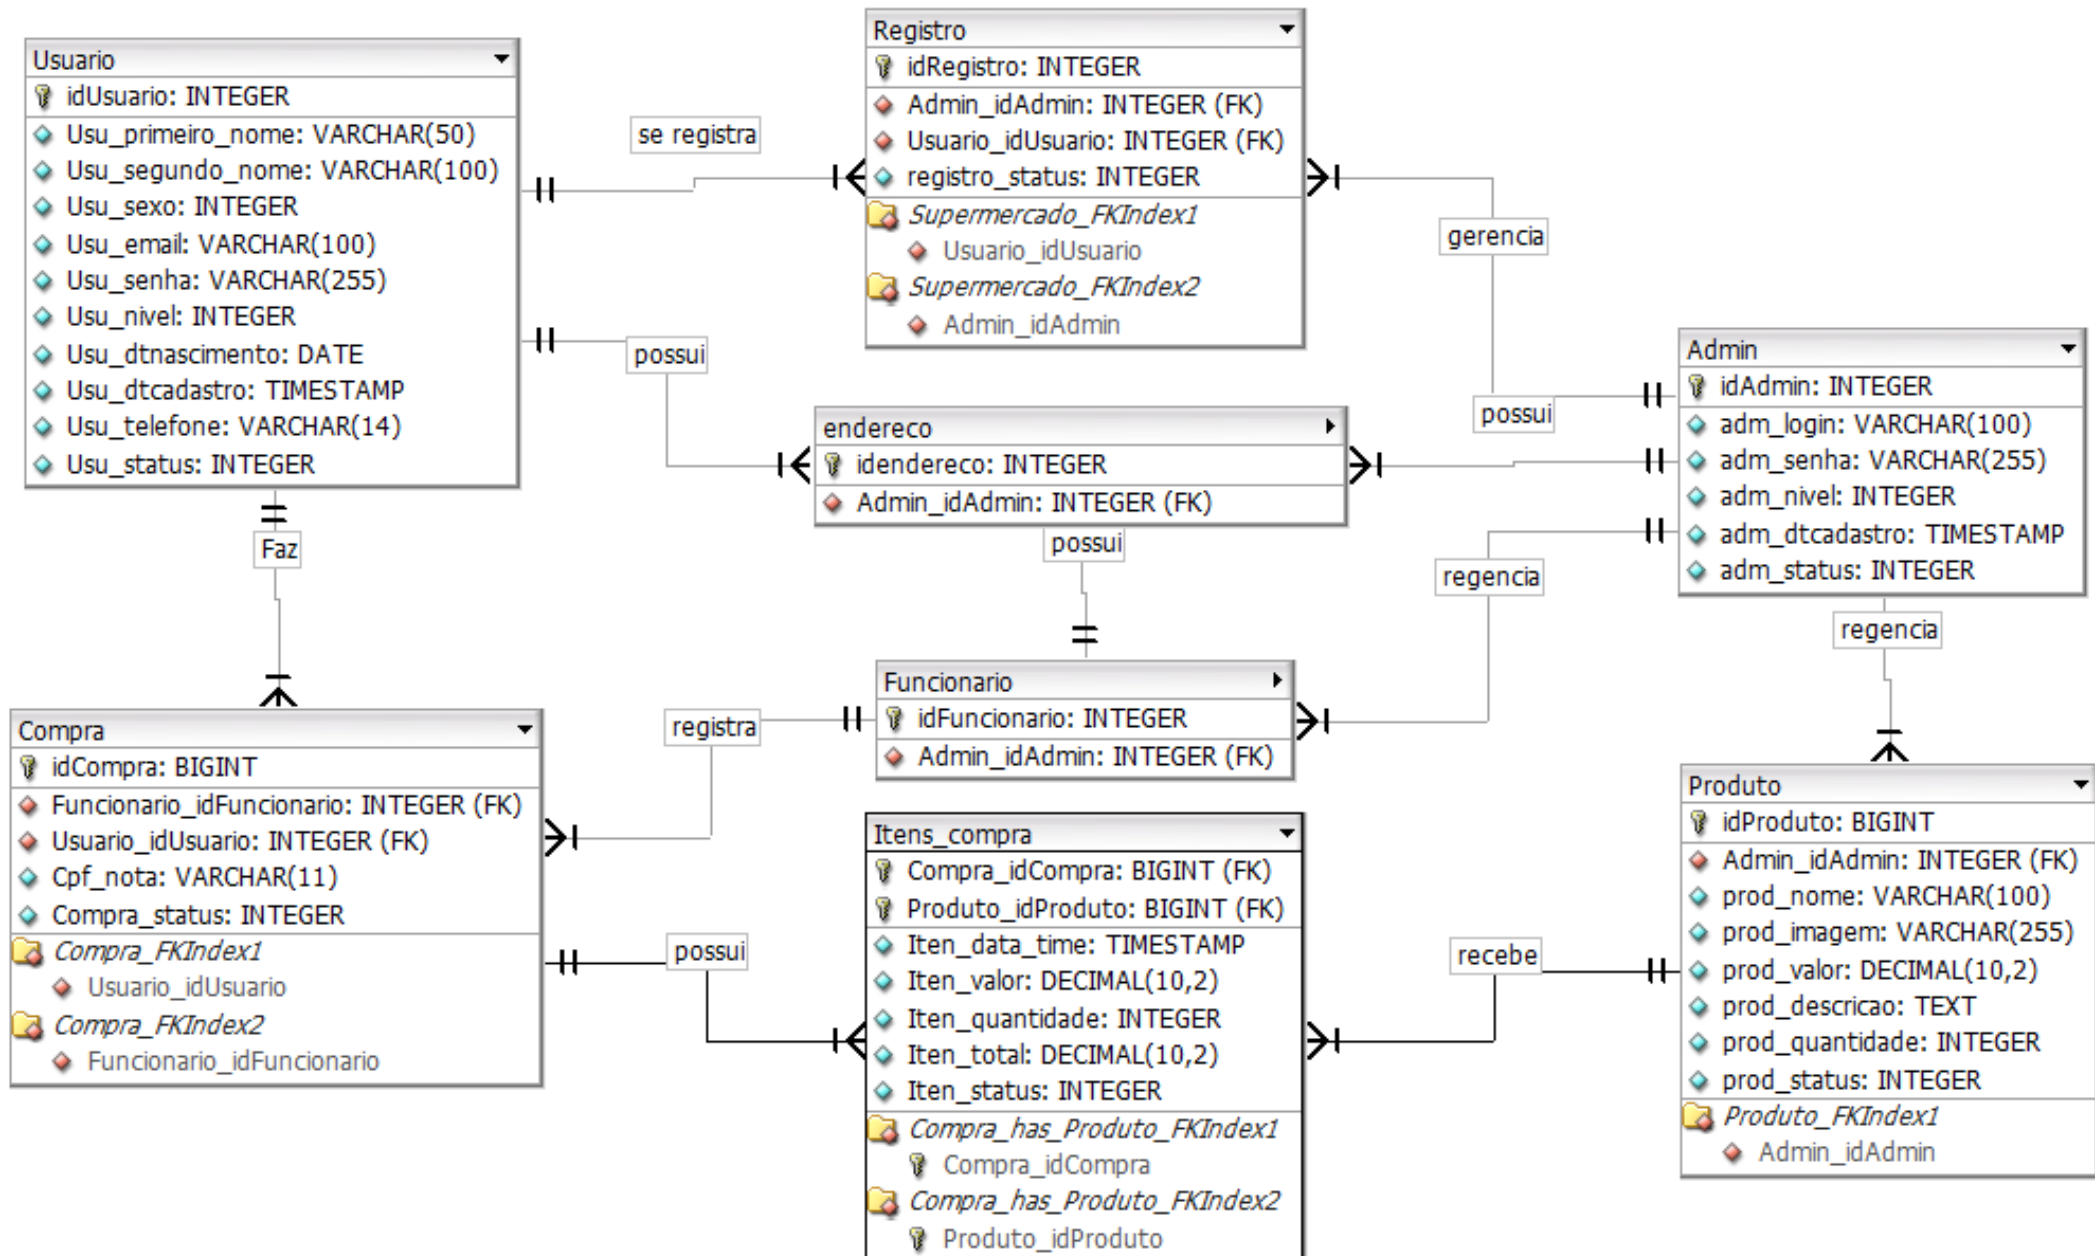 Usuario
idUsuario: INTEGER
Usu_primeiro_nome: VARCHAR(50)
Usu_segundo_nome: VARCHAR(100)
Usu_sexo: INTEGER
Usu_email: VARCHAR(100)
Usu_senha: VARCHAR(255)
Usu_nivel: INTEGER
Usu_dtnascimento: DATE
Usu_dtcadastro: TIMESTAMP
Usu_telefone: VARCHAR(14)
Usu_status: INTEGER
se registra
possui
Faz
Registro
idRegistro: INTEGER
Admin_idAdmin: INTEGER (FK)
Usuario_idUsuario: INTEGER (FK)
registro_status: INTEGER
Supermercado_FKIndex1
Usuario_idUsuario
Supermercado_FKIndex2
Admin_idAdmin
gerencia
possui
endereco
idendereco: INTEGER
Admin_idAdmin: INTEGER (FK)
possui
regencia
Admin
idAdmin: INTEGER
adm_login: VARCHAR(100)
adm_senha: VARCHAR(255)
adm_nivel: INTEGER
adm_dtcadastro: TIMESTAMP
adm_status: INTEGER
regencia
Funcionario
idFuncionario: INTEGER
Admin_idAdmin: INTEGER (FK)
registra
Compra
idCompra: BIGINT
Funcionario_idFuncionario: INTEGER (FK)
Usuario_idUsuario: INTEGER (FK)
Cpf_nota: VARCHAR(11)
Compra_status: INTEGER
Compra_FKIndex1
Usuario_idUsuario
Compra_FKIndex2
Funcionario_idFuncionario
possui
Itens_compra
Compra_idCompra: BIGINT (FK)
Produto_idProduto: BIGINT (FK)
Iten_data_time: TIMESTAMP
Iten_valor: DECIMAL(10,2)
Iten_quantidade: INTEGER
Iten_total: DECIMAL(10,2)
Iten_status: INTEGER
Compra_has_Produto_FKIndex1
Compra_idCompra
Compra_has_Produto_FKIndex2
Produto_idProduto
recebe
Produto
idProduto: BIGINT
Admin_idAdmin: INTEGER (FK)
prod_nome: VARCHAR(100)
prod_imagem: VARCHAR(255)
prod_valor: DECIMAL(10,2)
prod_descricao: TEXT
prod_quantidade: INTEGER
prod_status: INTEGER
Produto_FKIndex1
Admin_idAdmin